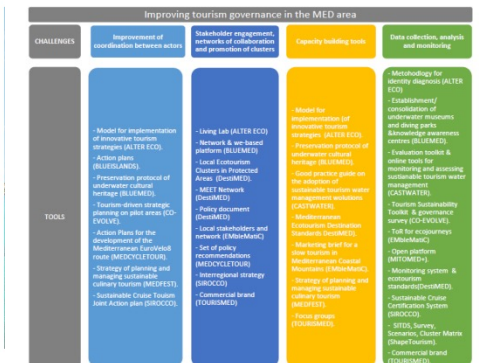 Improving tourism governance in the MED area
CHALLENGES
Improvement of
coordination between actors
Stakeholder engagement,
networks of collaboration
and promotion of clusters
Capacity building tools
Data collection, analysis
and monitoring
TOOLS
- Model for implementation
of innovative tourism
strategies (ALTER ECO).
- Action plans
(BLUEISLANDS).
- Preservation protocol of
underwater cultural
heritage (BLUEMED).
- Tourism-driven strategic
planning on pilot areas (CO-
EVOLVE).
- Action Plans for the
development of the
Mediterranean EuroVelo8
route (MEDCYCLETOUR).
- Strategy of planning and
managing sustainable
culinary tourism (MEDFEST).
- Sustainable Cruise Tousim
Joint Action plan (SIROCCO).
- Living Lab (ALTER ECO)
- Network & we-based
platform (BLUEMED)
- Local Ecotourism
Clusters in Protected
Areas (DestiMED).
- MEET Network
(DestiMED)
- Policy document
(DestiMED)
- Local stakeholders and
network (EMbleMatiC)
- Set of policy
recommendations
(MEDCYCLETOUR)
- Interregional strategy
(SIROCCO)
- Commercial brand
(TOURISMED)
- Model for
implementation (of
innovative tourism
strategies (ALTER ECO).
- Preservation protocol of
underwater cultural
heritage (BLUEMED).
- Good practice guide on
the adoption of
sustainable tourism water
management wolutions
(CASTWATER).
- Mediterranean
Ecotourism Destination
Standards DestiMED).
- Marketing brief for a
slow tourism in
Mediterranean Coastal
Mountains (EMbleMatiC).
- Strategy of planning and
managing sustainable
culinary tourism
(MEDFEST).
- Focus groups
(TOURISMED).
- Metshodlogy for
identity diagnosis (ALTER
ECO)
- Establishment/
consolidation of
underwater museums
and diving parks
&knowledge awareness
centres (BLUEMED).
- Evaluation toolkit &
online tools for
monitoring and assessing
sustainable tourism water
management
(CASTWATER).
- Tourism Sustainability
Toolkit & governance
survey (CO-EVOLVE).
- Toll for ecojourneys
(EMbleMatiC)
- Open platform
(MITOMED+).
- Monitoring system &
ecotourism
standards(DestiMED).
- Sustainable Cruise
Certification System
(SIROCCO).
- SITDS, Survey,
Scenarios, Cluster Matrix
(ShapeTourism).
- Commercial brand
(TOURISMED)